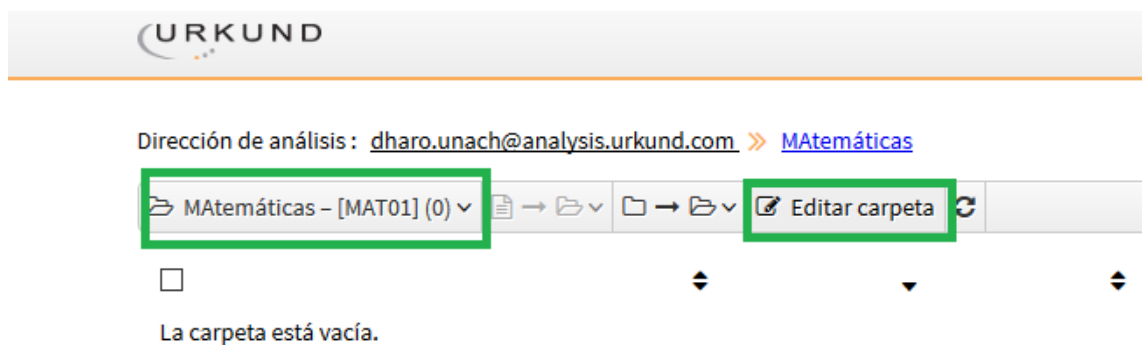 URKUND
Dirección de análisis : dharo.unach@analysis.urkund.com MAtemáticas
MAtemáticas – [MAT01] (0) Editar carpeta
La carpeta está vacía.